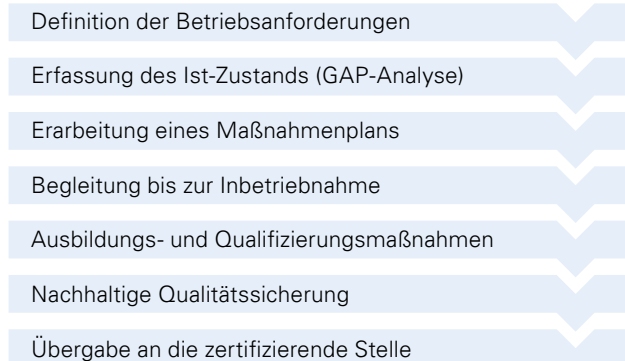 Definition der Betriebsanforderungen
Erfassung des Ist-Zustands (GAP-Analyse)
Erarbeitung eines Maßnahmenplans
Begleitung bis zur Inbetriebnahme
Ausbildungs- und Qualifizierungsmaßnahmen
Nachhaltige Qualitätssicherung
Übergabe an die zertifizierende Stelle